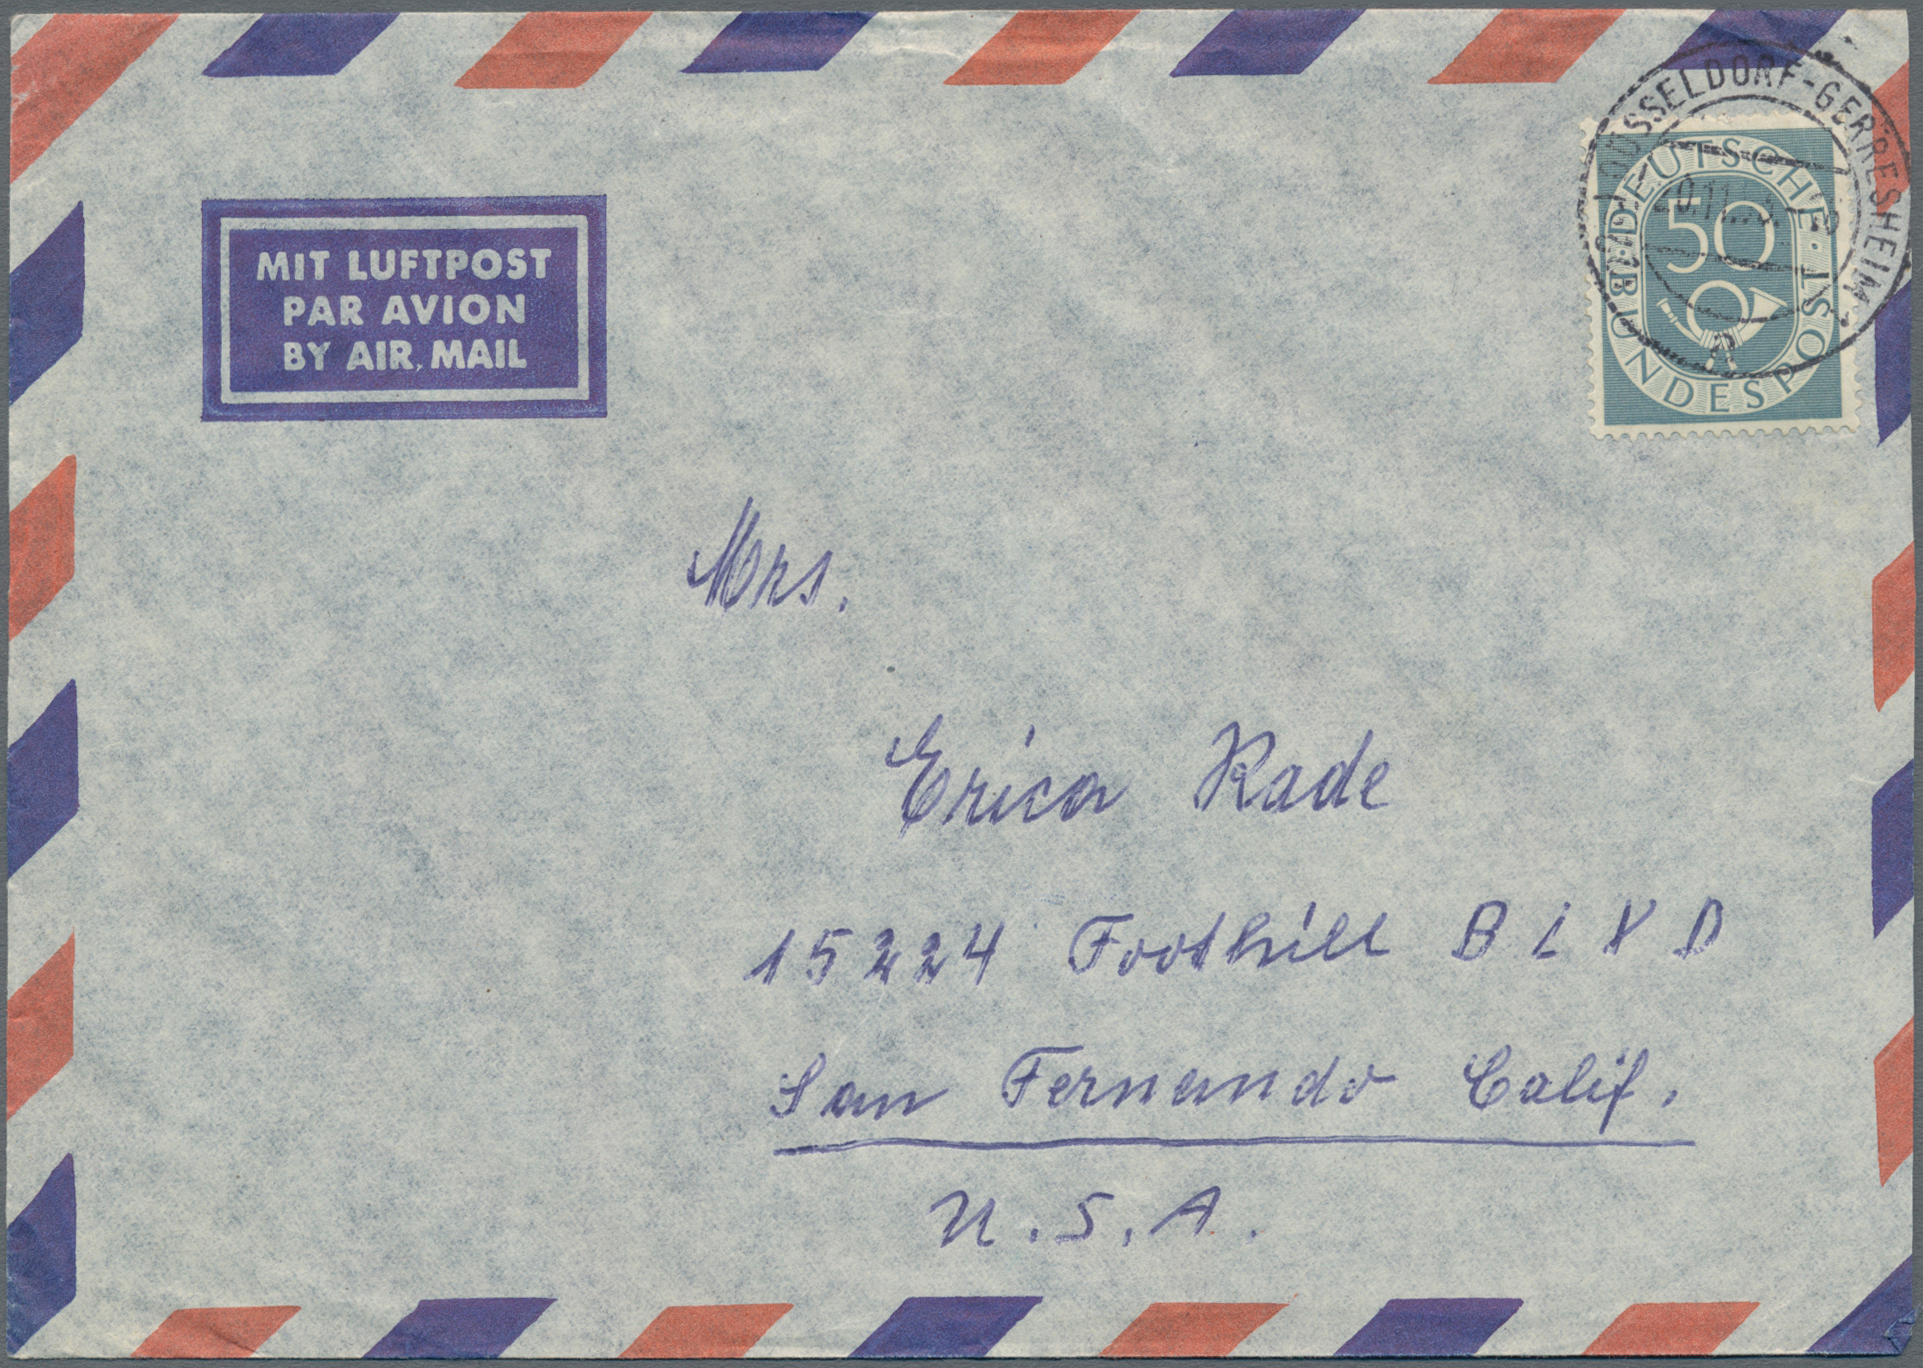 MIT LUFTPOST
PAR AVION
BY AIR MAIL
DÜSSELDORF-GERRESHEIM
DEUTSCHE BUNDESPOST
50
Mrs.
Erica Rade
15224 Foothill BLVD
San Fernando Calif.
U.S.A.